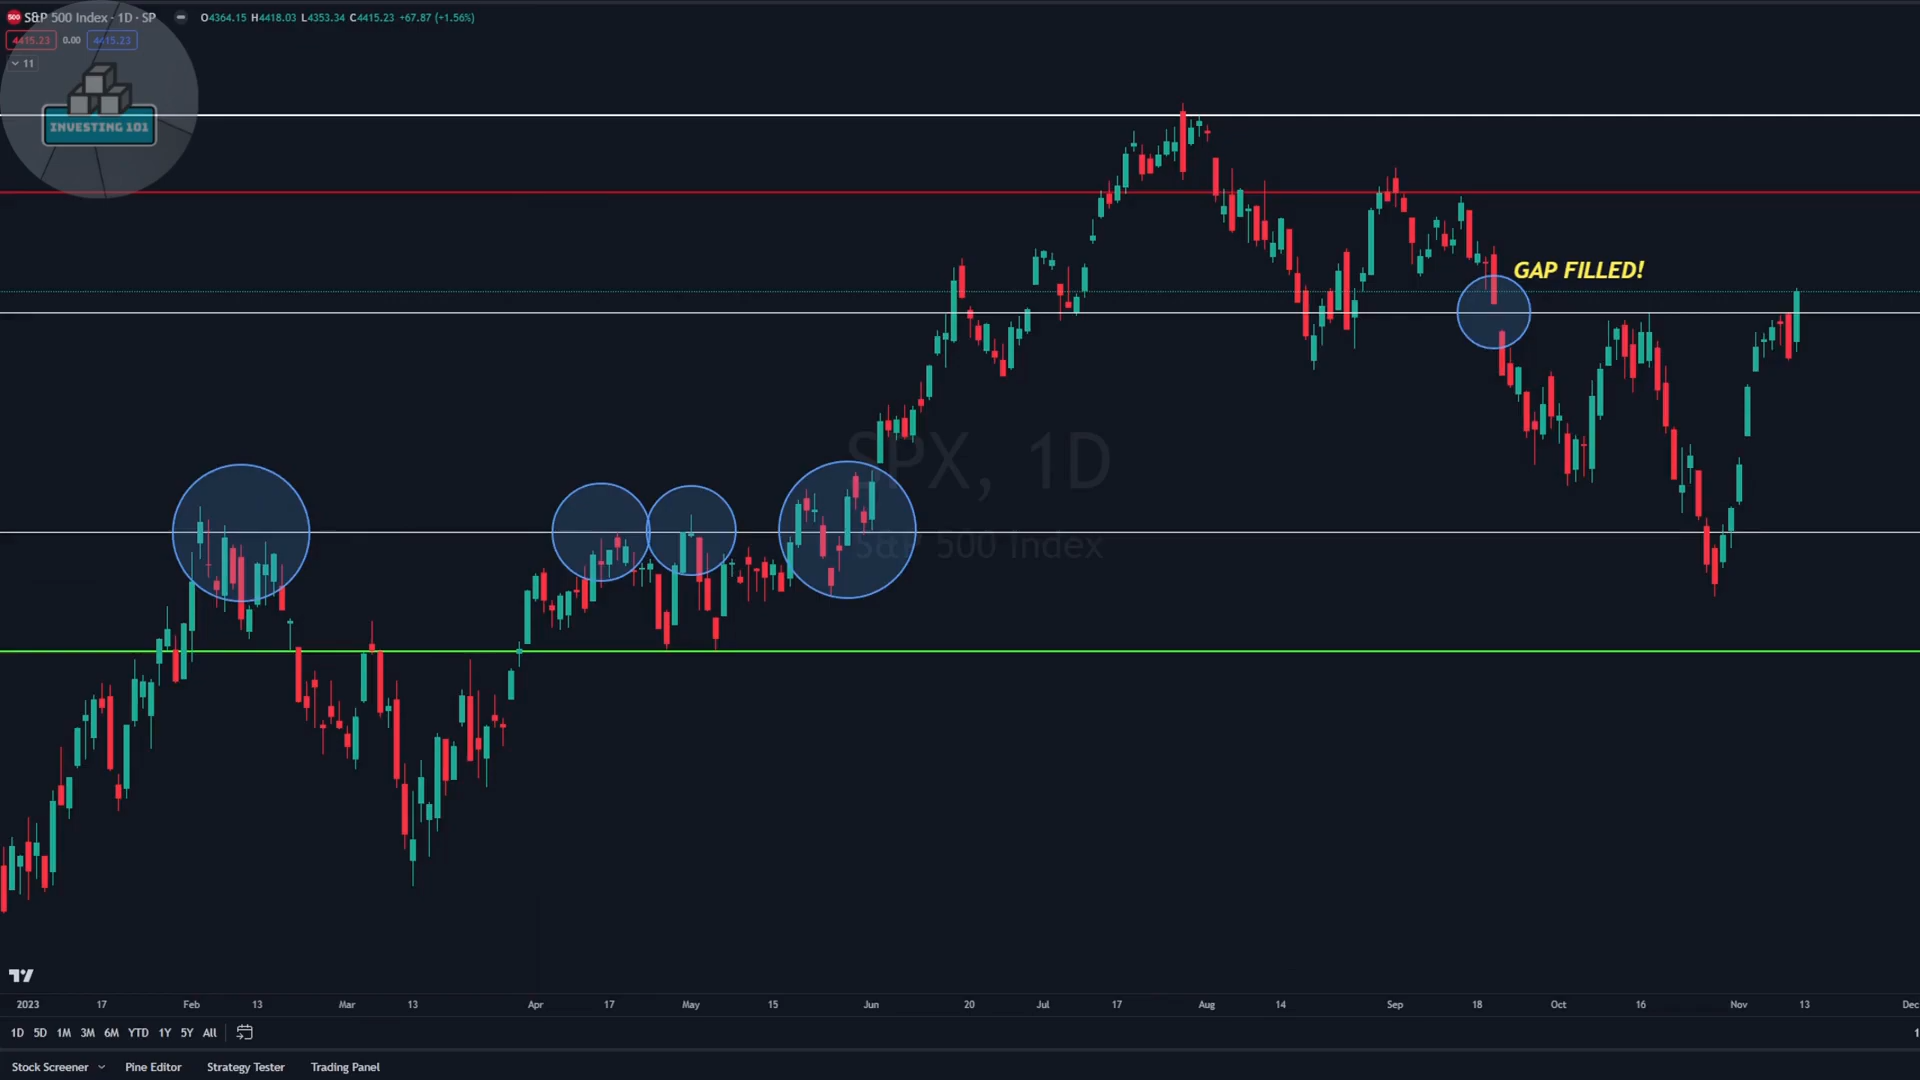 S&P 500 Index · 1D · SP O4364.15 H4418.03 L4353.34 C4415.23 +67.87 (+1.56%)
4415.23 0.00 4415.23
11
INVESTING 101
GAP FILLED!
SPX, 1D
S&P 500 Index
2023 17 Feb 13 Mar 13 Apr 17 May 15 Jun 20 Jul 17 Aug 14 Sep 18 Oct 16 Nov 13 Dec
1D 5D 1M 3M 6M YTD 1Y 5Y All
Stock Screener Pine Editor Strategy Tester Trading Panel